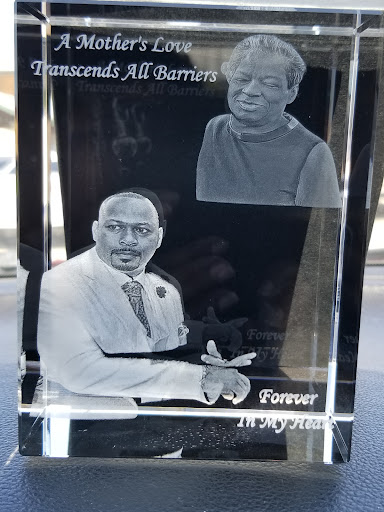 A Mother's Love
Transcends All Barriers
Forever
In My Heart